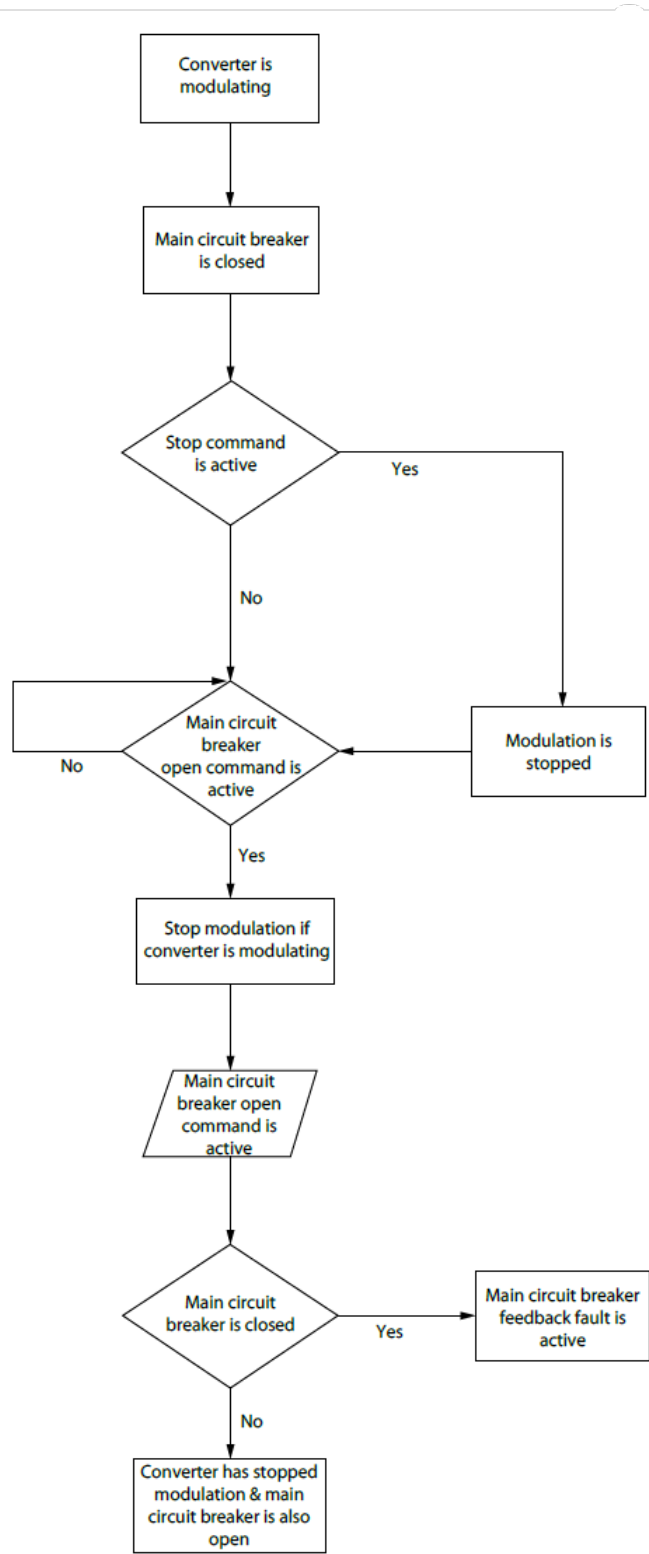 Converter is
modulating
Main circuit breaker
is closed
Stop command
is active
Yes
No
Main circuit
breaker
open command is
active
No
Modulation is
stopped
Yes
Stop modulation if
converter is modulating
Main circuit
breaker open
command is
active
Main circuit
breaker is closed
Yes
Main circuit breaker
feedback fault is
active
No
Converter has stopped
modulation & main
circuit breaker is also
open